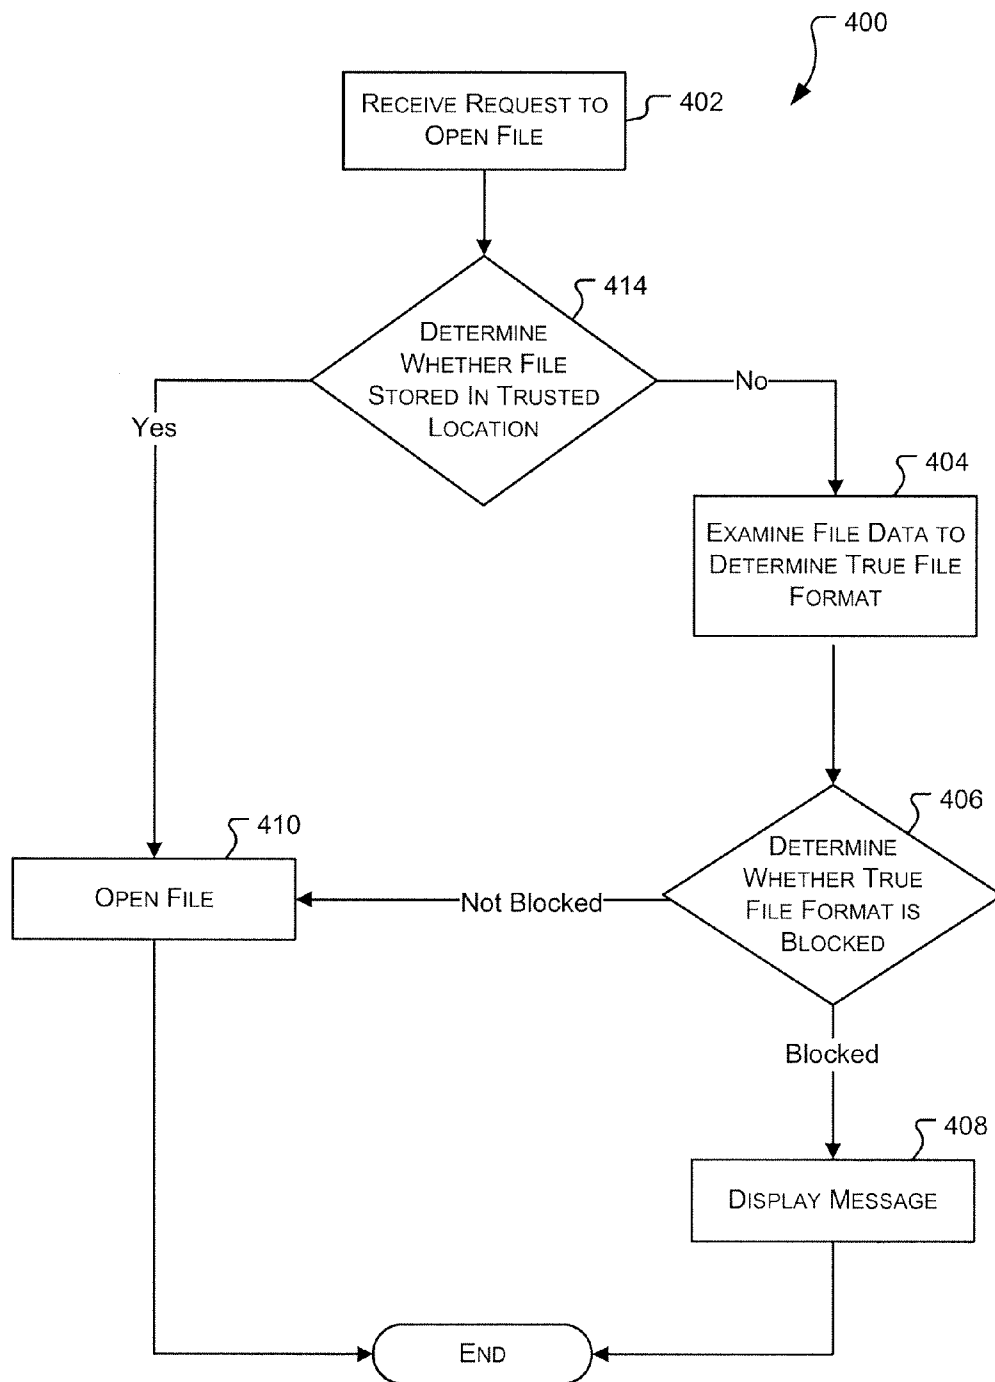 400
RECEIVE REQUEST TO
OPEN FILE
402
414
DETERMINE
WHETHER FILE
STORED IN TRUSTED
LOCATION
Yes
No
404
EXAMINE FILE DATA TO
DETERMINE TRUE FILE
FORMAT
406
DETERMINE
WHETHER TRUE
FILE FORMAT IS
BLOCKED
410
OPEN FILE
Not Blocked
Blocked
408
DISPLAY MESSAGE
END